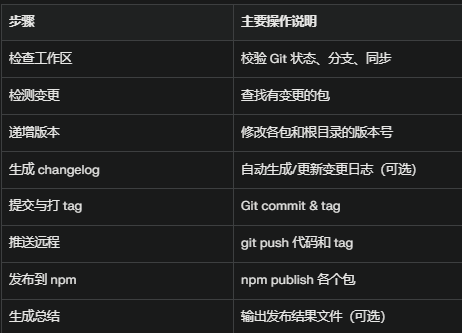 步骤 主要操作说明
检查工作区 校验 Git 状态、分支、同步
检测变更 查找有变更的包
递增版本 修改各包和根目录的版本号
生成 changelog 自动生成/更新变更日志（可选）
提交与打 tag Git commit & tag
推送远程 git push 代码和 tag
发布到 npm npm publish 各个包
生成总结 输出发布结果文件（可选）